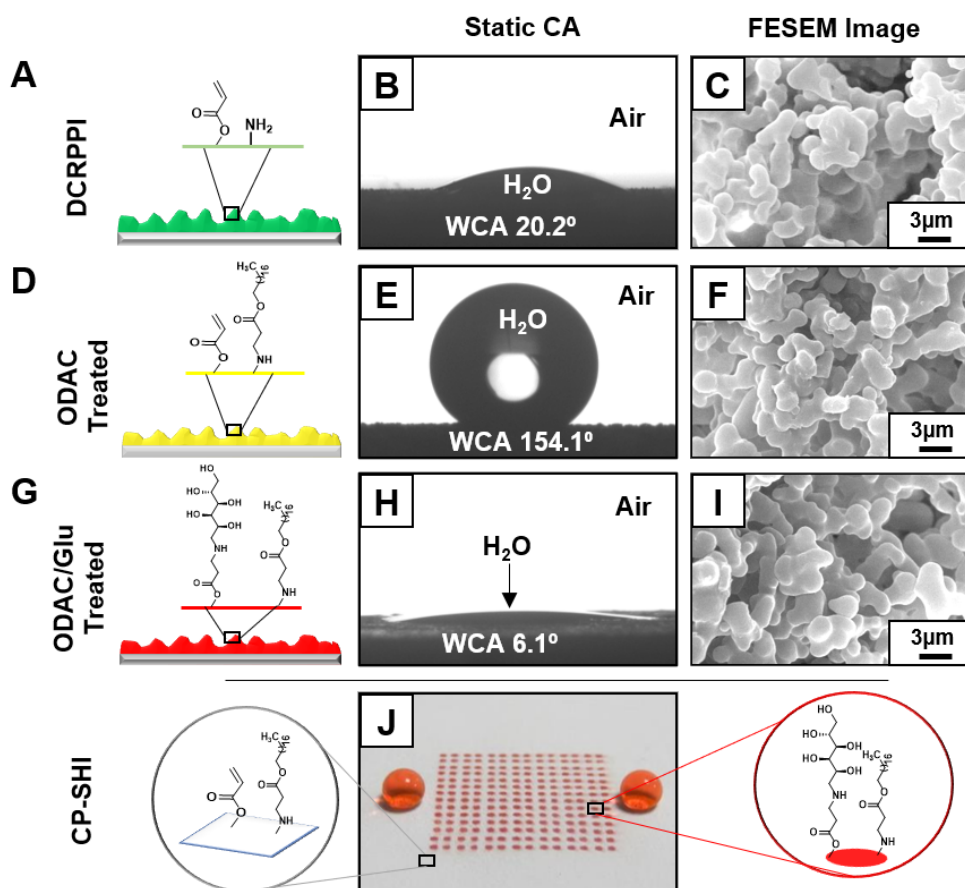 Static CA
FESEM Image
A
DCRPPI
O
O
NH2
B
Air
H2O
WCA 20.2º
C
3µm
D
ODAC
Treated
H3C
16
O
O
O
O
NH
E
Air
H2O
WCA 154.1º
F
3µm
G
ODAC/Glu
Treated
HO
HO
OH
HO
OH
NH
O
O
H3C
16
O
O
NH
H
Air
H2O
WCA 6.1º
I
3µm
CP-SHI
H3C
16
O
O
O
O
NH
J
HO
HO
OH
HO
OH
NH
O
O
H3C
16
O
O
NH